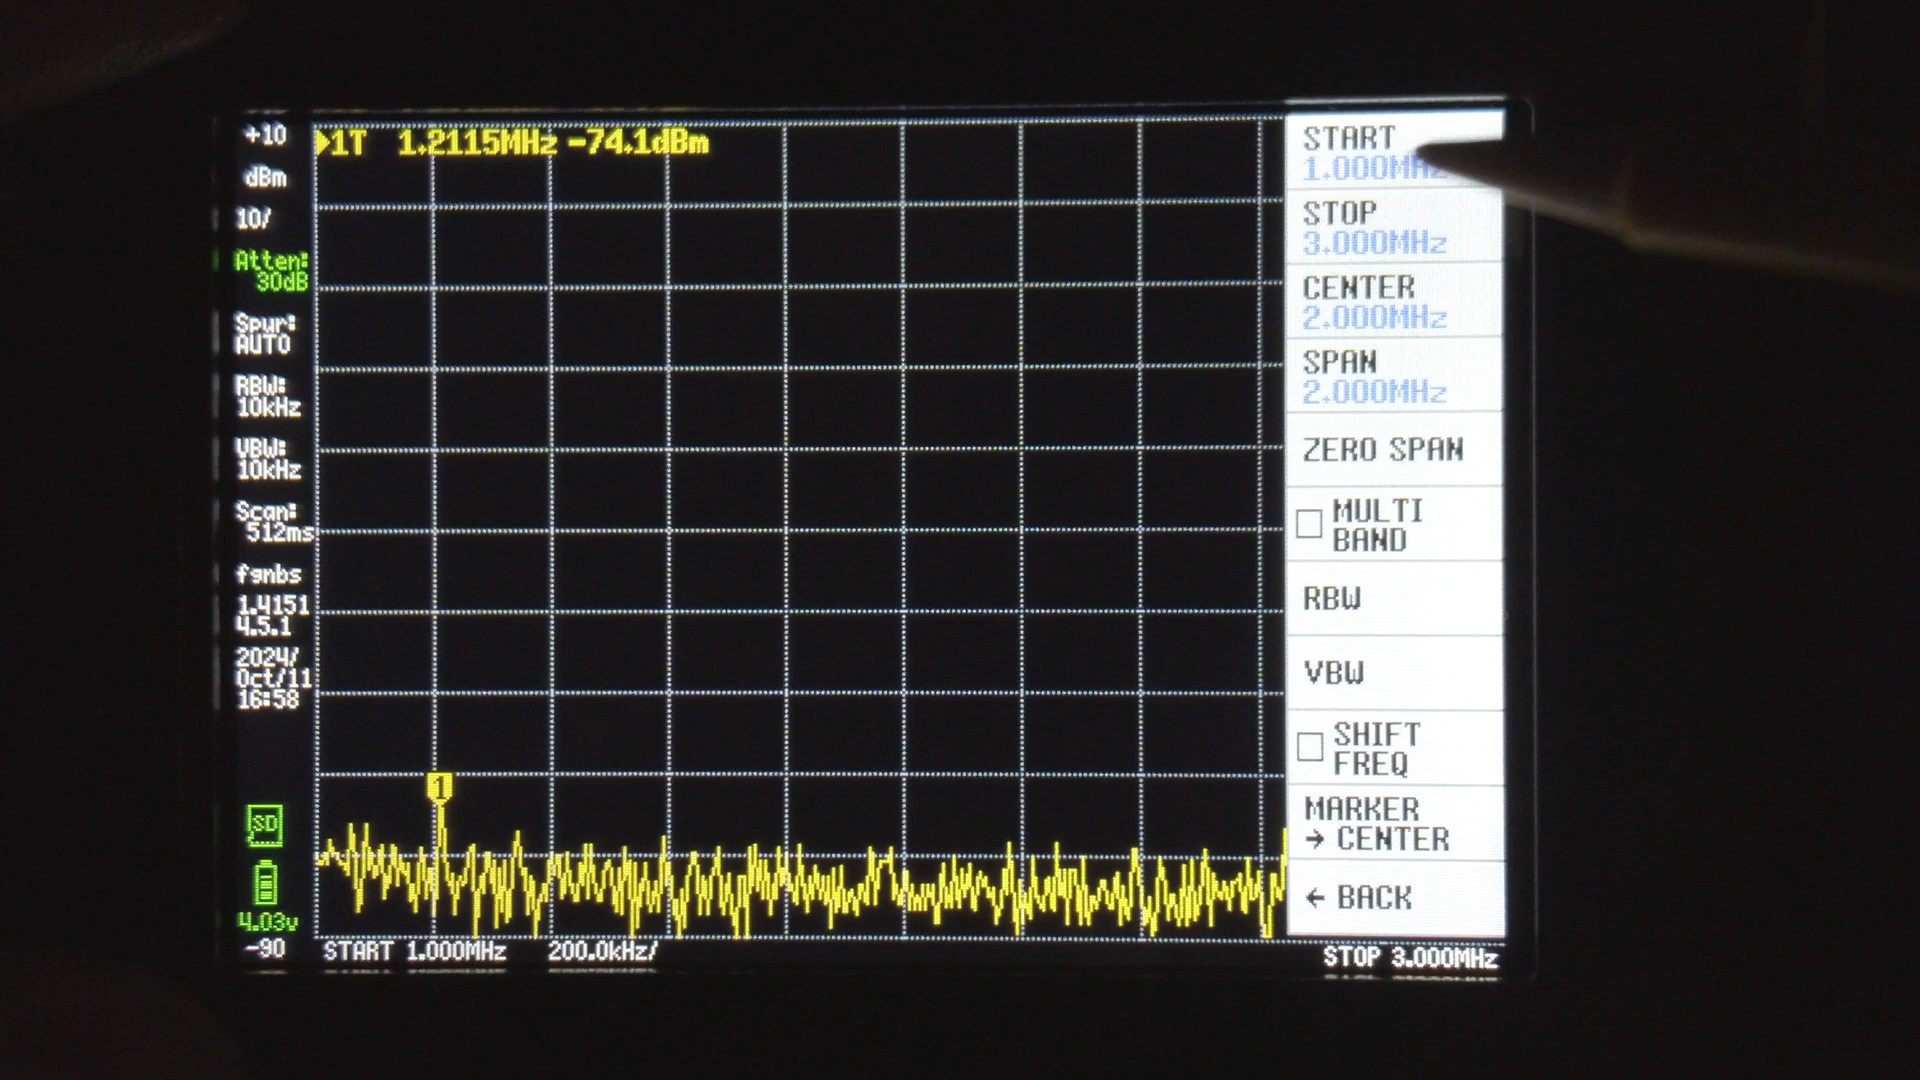 +10
dBm
10/
Atten:
30dB
Spur:
AUTO
RBW:
10kHz
VBW:
10kHz
Scan:
512ms
fgnbs
1.4151
4.5.1
2024/
Oct/11
16:58
SD
4.03v
-90
1T 1.2115MHz -74.1dBm
1
START 1.000MHz 200.0kHz/ STOP 3.000MHz
START
1.000MHz
STOP
3.000MHz
CENTER
2.000MHz
SPAN
2.000MHz
ZERO SPAN
MULTI
BAND
RBW
VBW
SHIFT
FREQ
MARKER
→ CENTER
← BACK